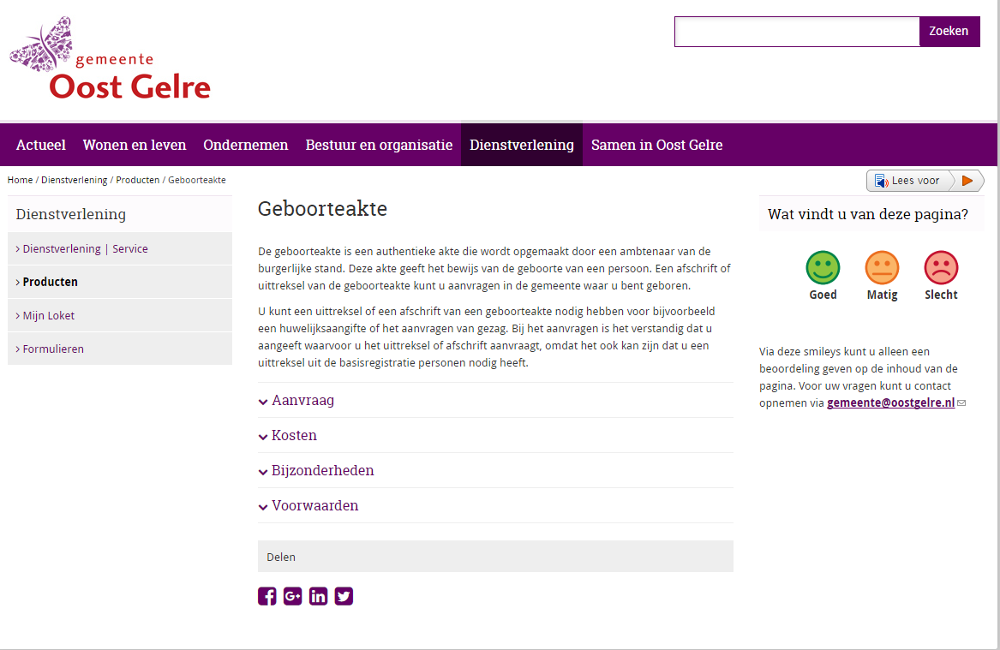 gemeente
Oost Gelre
Zoeken
Actueel Wonen en leven Ondernemen Bestuur en organisatie Dienstverlening Samen in Oost Gelre
Home / Dienstverlening / Producten / Geboorteakte
Lees voor
Dienstverlening
› Dienstverlening | Service
› Producten
› Mijn Loket
› Formulieren
Geboorteakte
De geboorteakte is een authentieke akte die wordt opgemaakt door een ambtenaar van de
burgerlijke stand. Deze akte geeft het bewijs van de geboorte van een persoon. Een afschrift of
uittreksel van de geboorteakte kunt u aanvragen in de gemeente waar u bent geboren.
U kunt een uittreksel of een afschrift van een geboorteakte nodig hebben voor bijvoorbeeld
een huwelijksaangifte of het aanvragen van gezag. Bij het aanvragen is het verstandig dat u
aangeeft waarvoor u het uittreksel of afschrift aanvraagt, omdat het ook kan zijn dat u een
uittreksel uit de basisregistratie personen nodig heeft.
Aanvraag
Kosten
Bijzonderheden
Voorwaarden
Delen
Wat vindt u van deze pagina?
Goed Matig Slecht
Via deze smileys kunt u alleen een
beoordeling geven op de inhoud van de
pagina. Voor uw vragen kunt u contact
opnemen via gemeente@oostgelre.nl